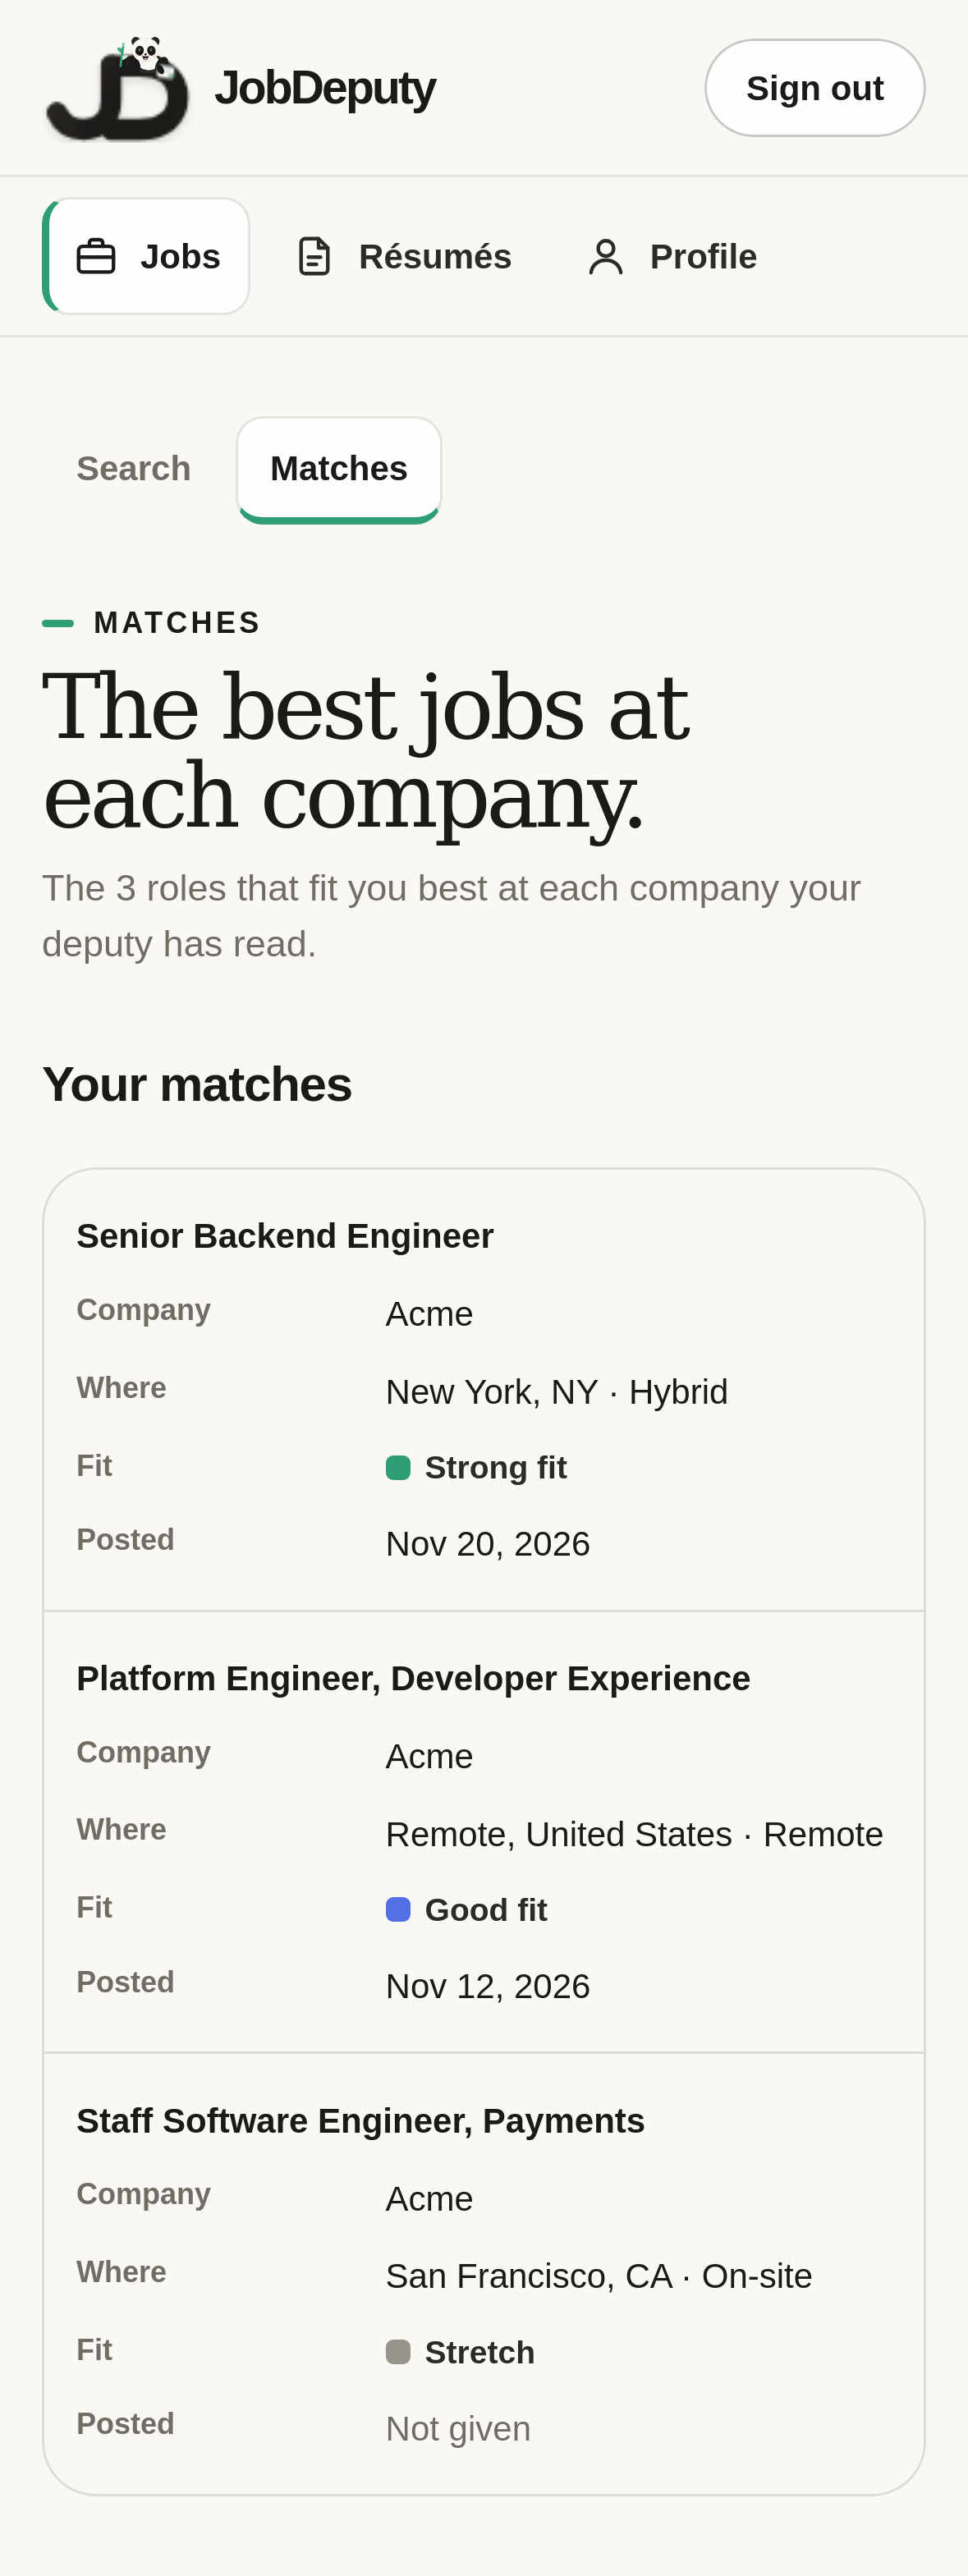 JD JobDeputy
Sign out
Jobs
Résumés
Profile
Search
Matches
MATCHES
The best jobs at
each company.
The 3 roles that fit you best at each company your
deputy has read.
Your matches
Senior Backend Engineer
Company Acme
Where New York, NY · Hybrid
Fit Strong fit
Posted Nov 20, 2026
Platform Engineer, Developer Experience
Company Acme
Where Remote, United States · Remote
Fit Good fit
Posted Nov 12, 2026
Staff Software Engineer, Payments
Company Acme
Where San Francisco, CA · On-site
Fit Stretch
Posted Not given